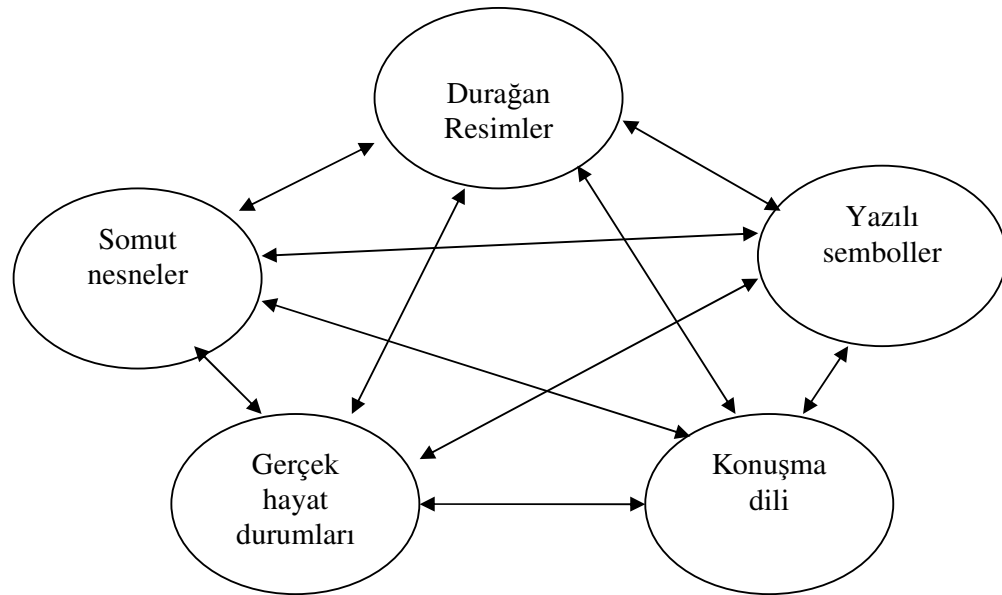 Durağan
Resimler
Somut
nesneler
Yazılı
semboller
Gerçek
hayat
durumları
Konuşma
dili